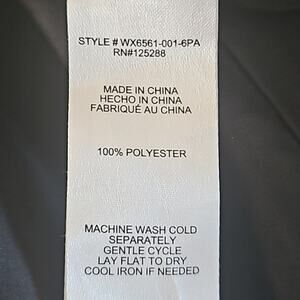 STYLE # WX6561-001-6PA
RN#125288
MADE IN CHINA
HECHO IN CHINA
FABRIQUÉ AU CHINA
100% POLYESTER
MACHINE WASH COLD
SEPARATELY
GENTLE CYCLE
LAY FLAT TO DRY
COOL IRON IF NEEDED